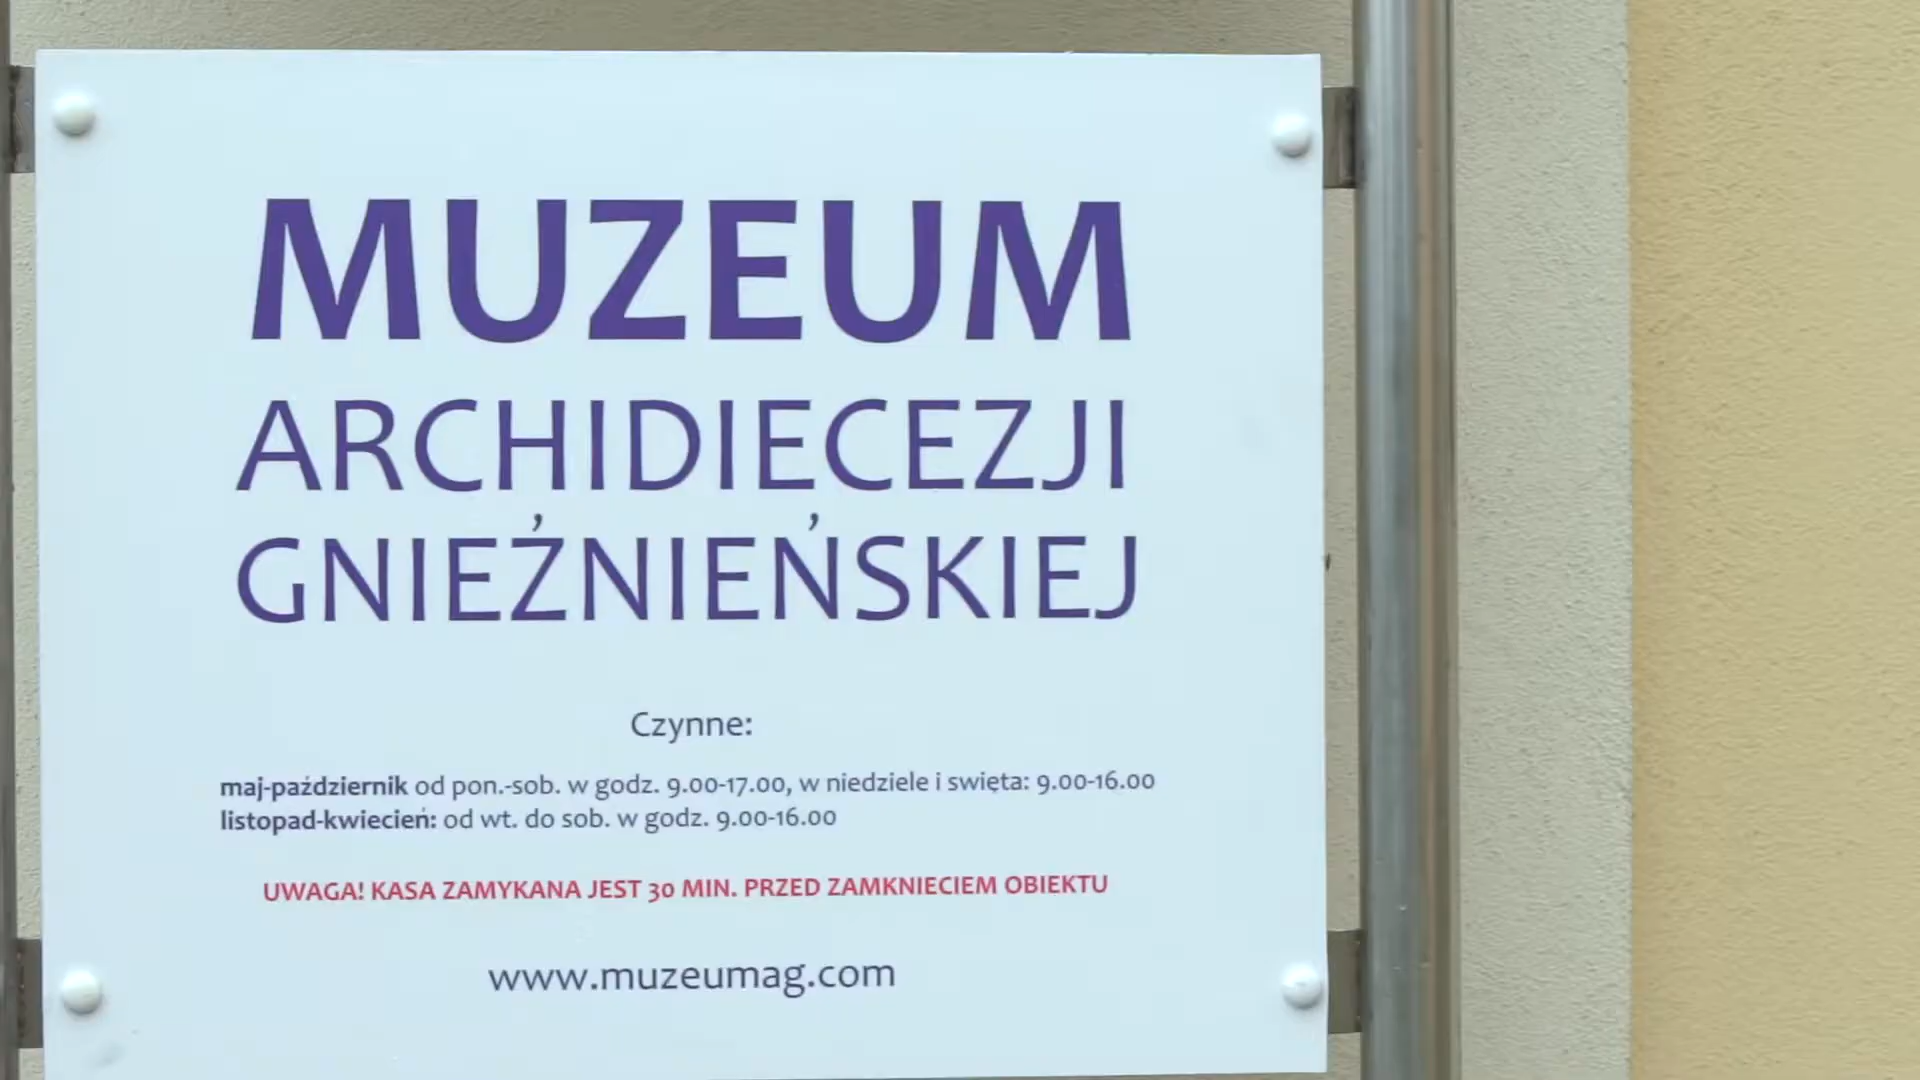 MUZEUM
ARCHIDIECEZJI
GNIEŹNIEŃSKIEJ
Czynne:
maj-październik od pon.-sob. w godz. 9.00-17.00, w niedziele i swięta: 9.00-16.00
listopad-kwiecień: od wt. do sob. w godz. 9.00-16.00
UWAGA! KASA ZAMYKANA JEST 30 MIN. PRZED ZAMKNIECIEM OBIEKTU
www.muzeumag.com